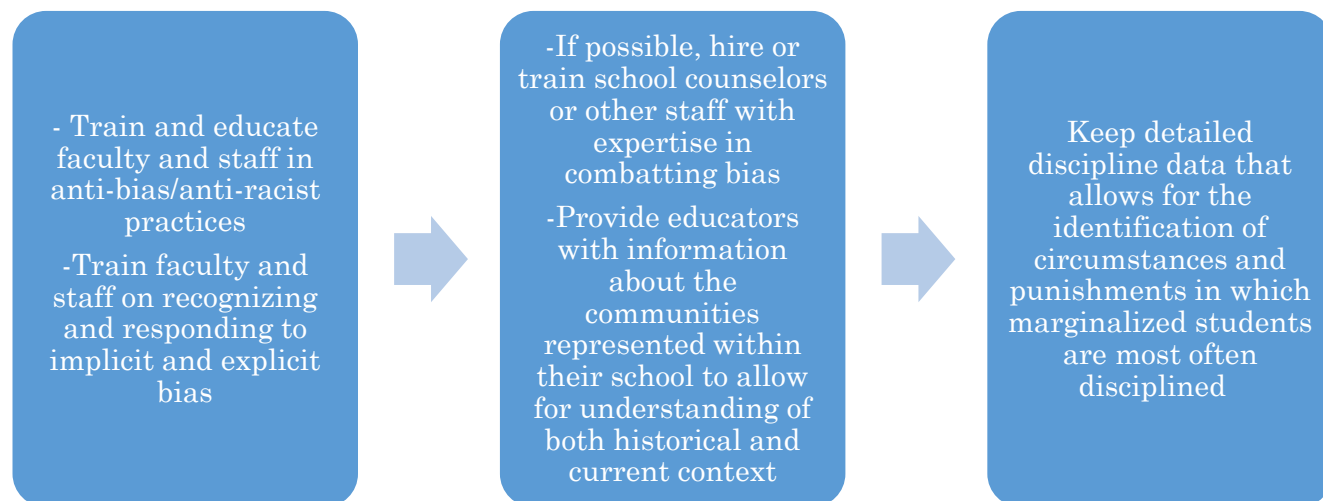 - Train and educate
faculty and staff in
anti-bias/anti-racist
practices
-Train faculty and
staff on recognizing
and responding to
implicit and explicit
bias
-If possible, hire or
train school counselors
or other staff with
expertise in
combatting bias
-Provide educators
with information
about the
communities
represented within
their school to allow
for understanding of
both historical and
current context
Keep detailed
discipline data that
allows for the
identification of
circumstances and
punishments in which
marginalized students
are most often
disciplined